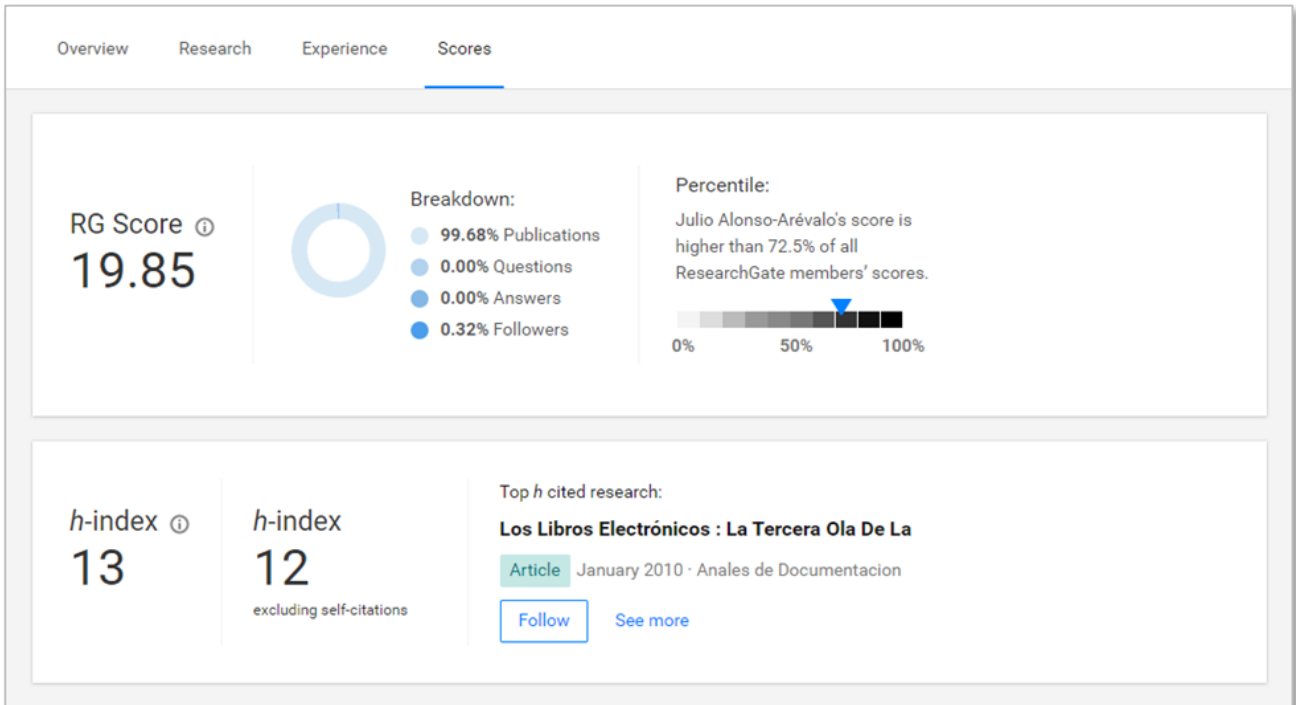 Overview Research Experience Scores
RG Score
19.85
Breakdown:
99.68% Publications
0.00% Questions
0.00% Answers
0.32% Followers
Percentile:
Julio Alonso-Arévalo's score is
higher than 72.5% of all
ResearchGate members' scores.
0% 50% 100%
h-index
13
h-index
12
excluding self-citations
Top h cited research:
Los Libros Electrónicos : La Tercera Ola De La
Article January 2010 · Anales de Documentacion
Follow See more